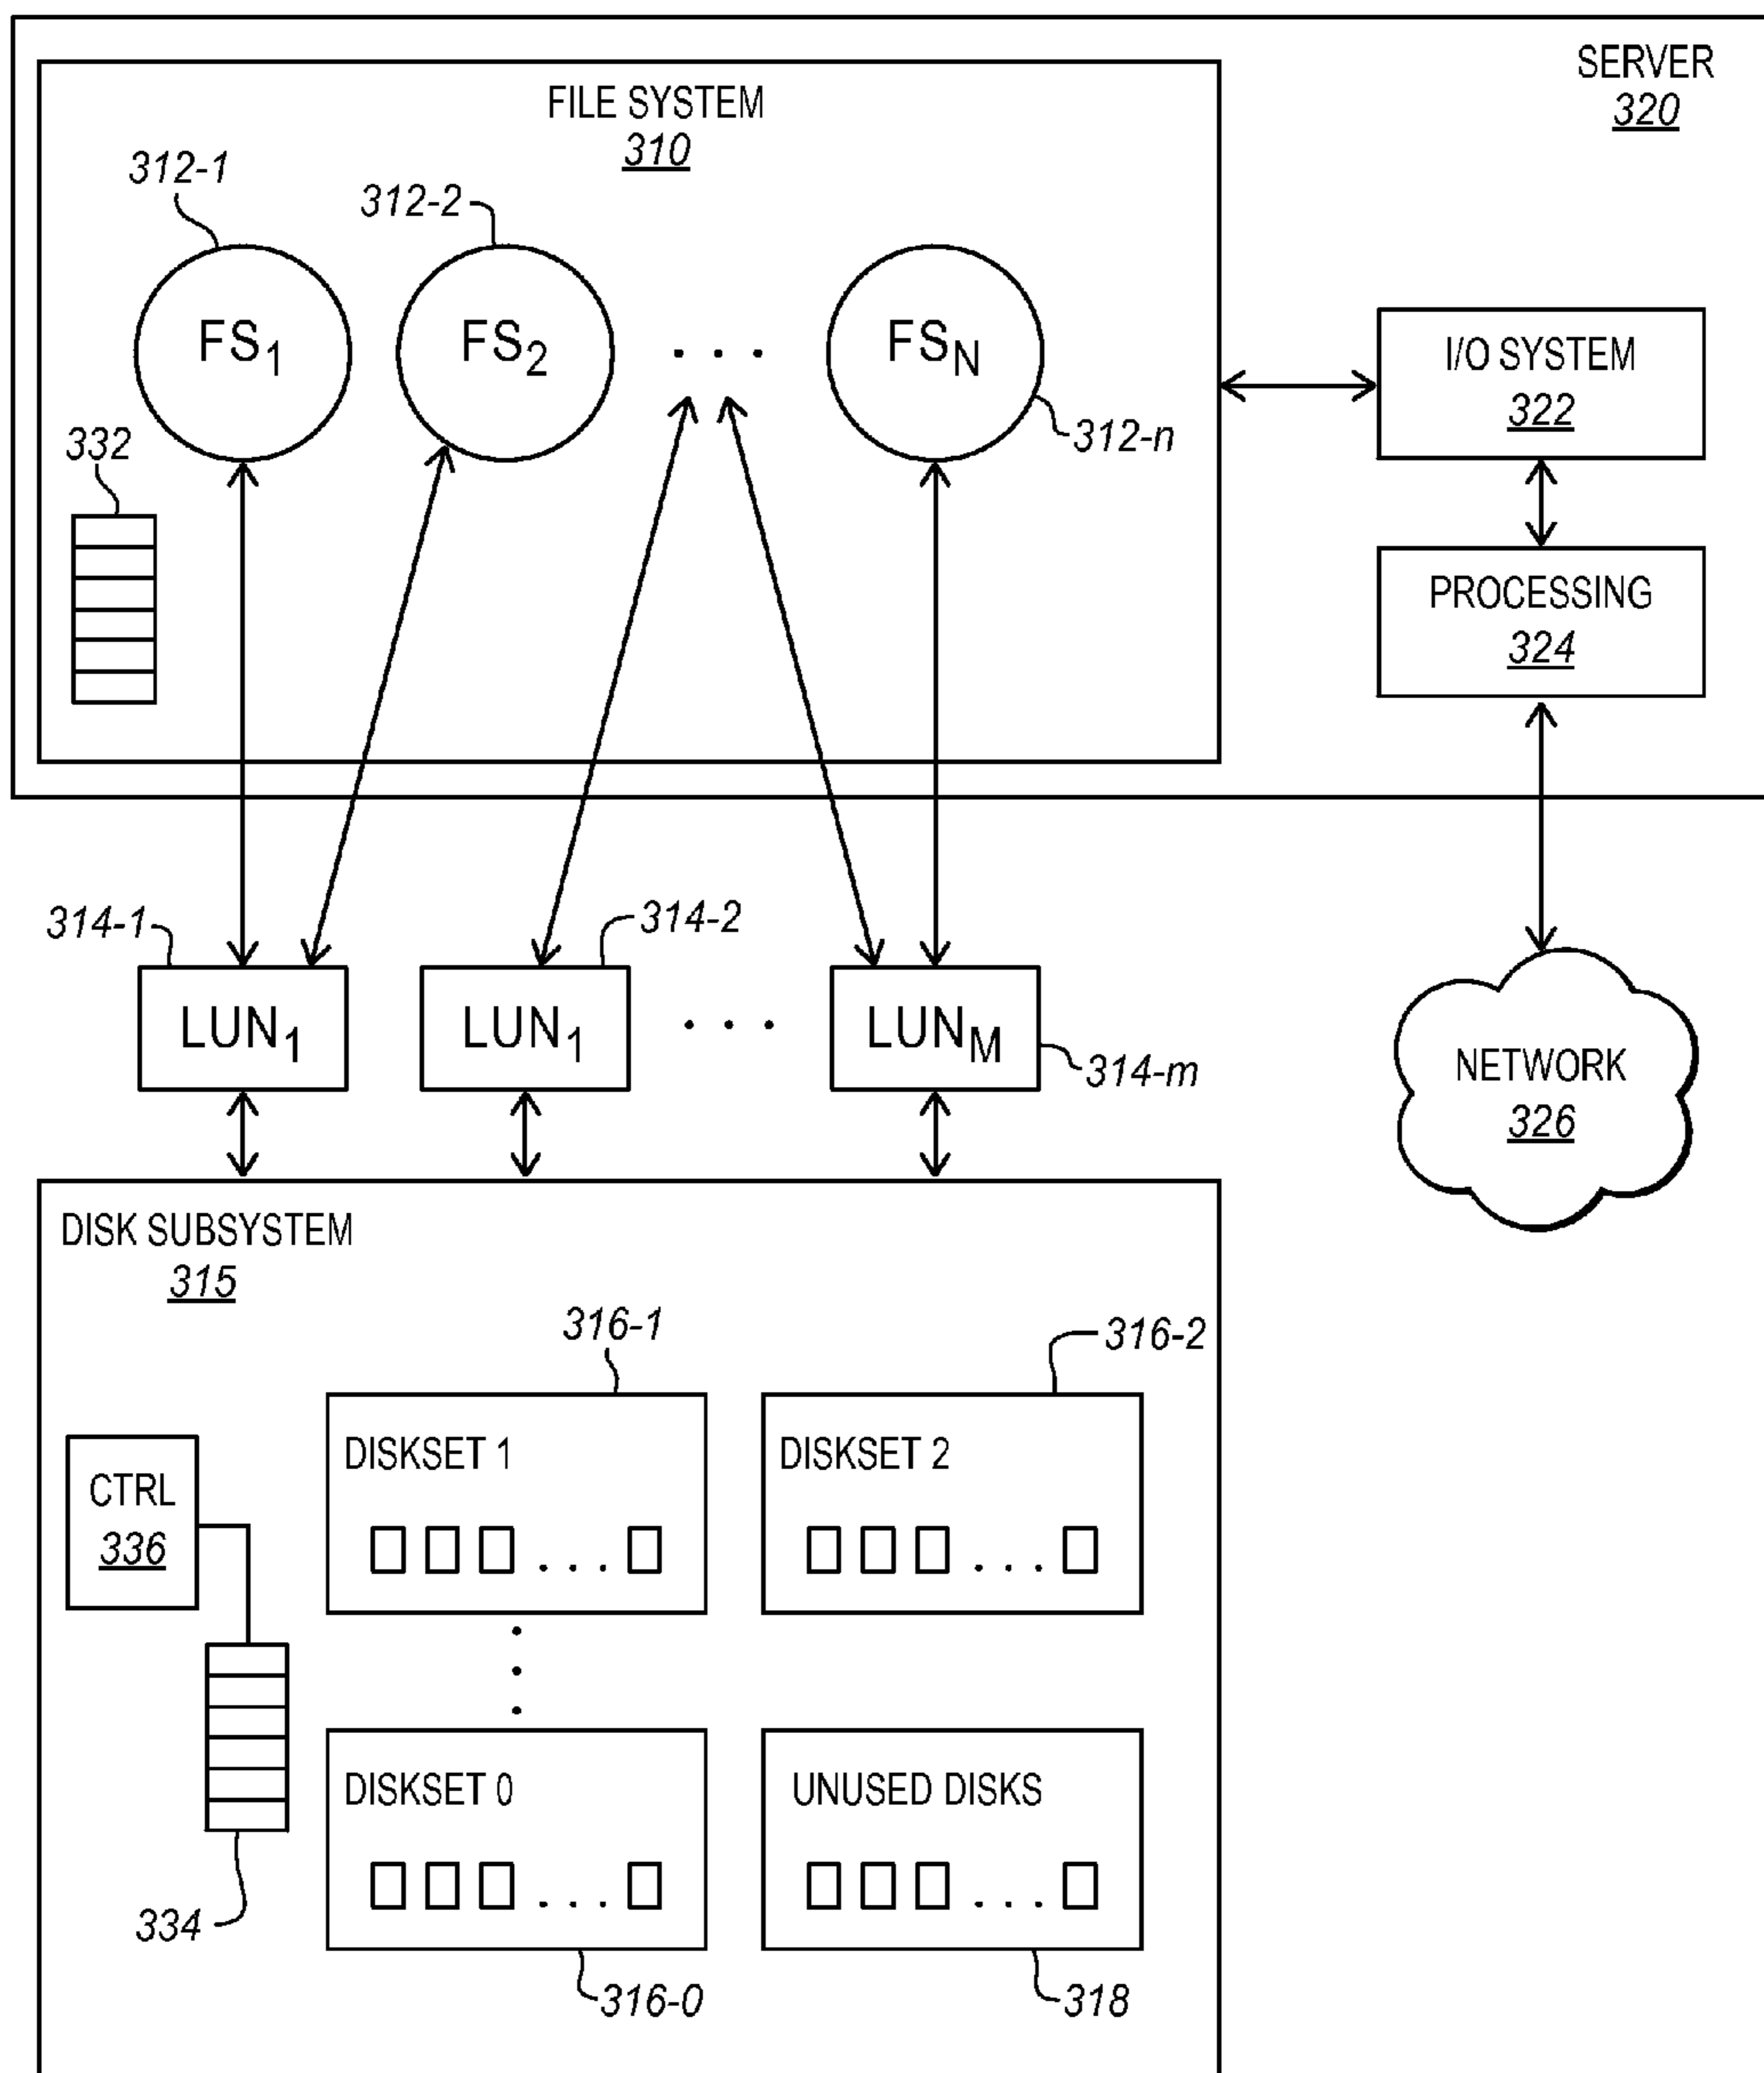 SERVER
320
FILE SYSTEM
310
312-1
312-2
FS1
FS2
. . .
FSN
312-n
332
I/O SYSTEM
322
PROCESSING
324
314-1
314-2
LUN1
LUN1
. . .
LUNM
314-m
NETWORK
326
DISK SUBSYSTEM
315
316-1
316-2
CTRL
336
DISKSET 1
. . .
DISKSET 2
. . .
DISKSET 0
. . .
UNUSED DISKS
. . .
334
316-0
318